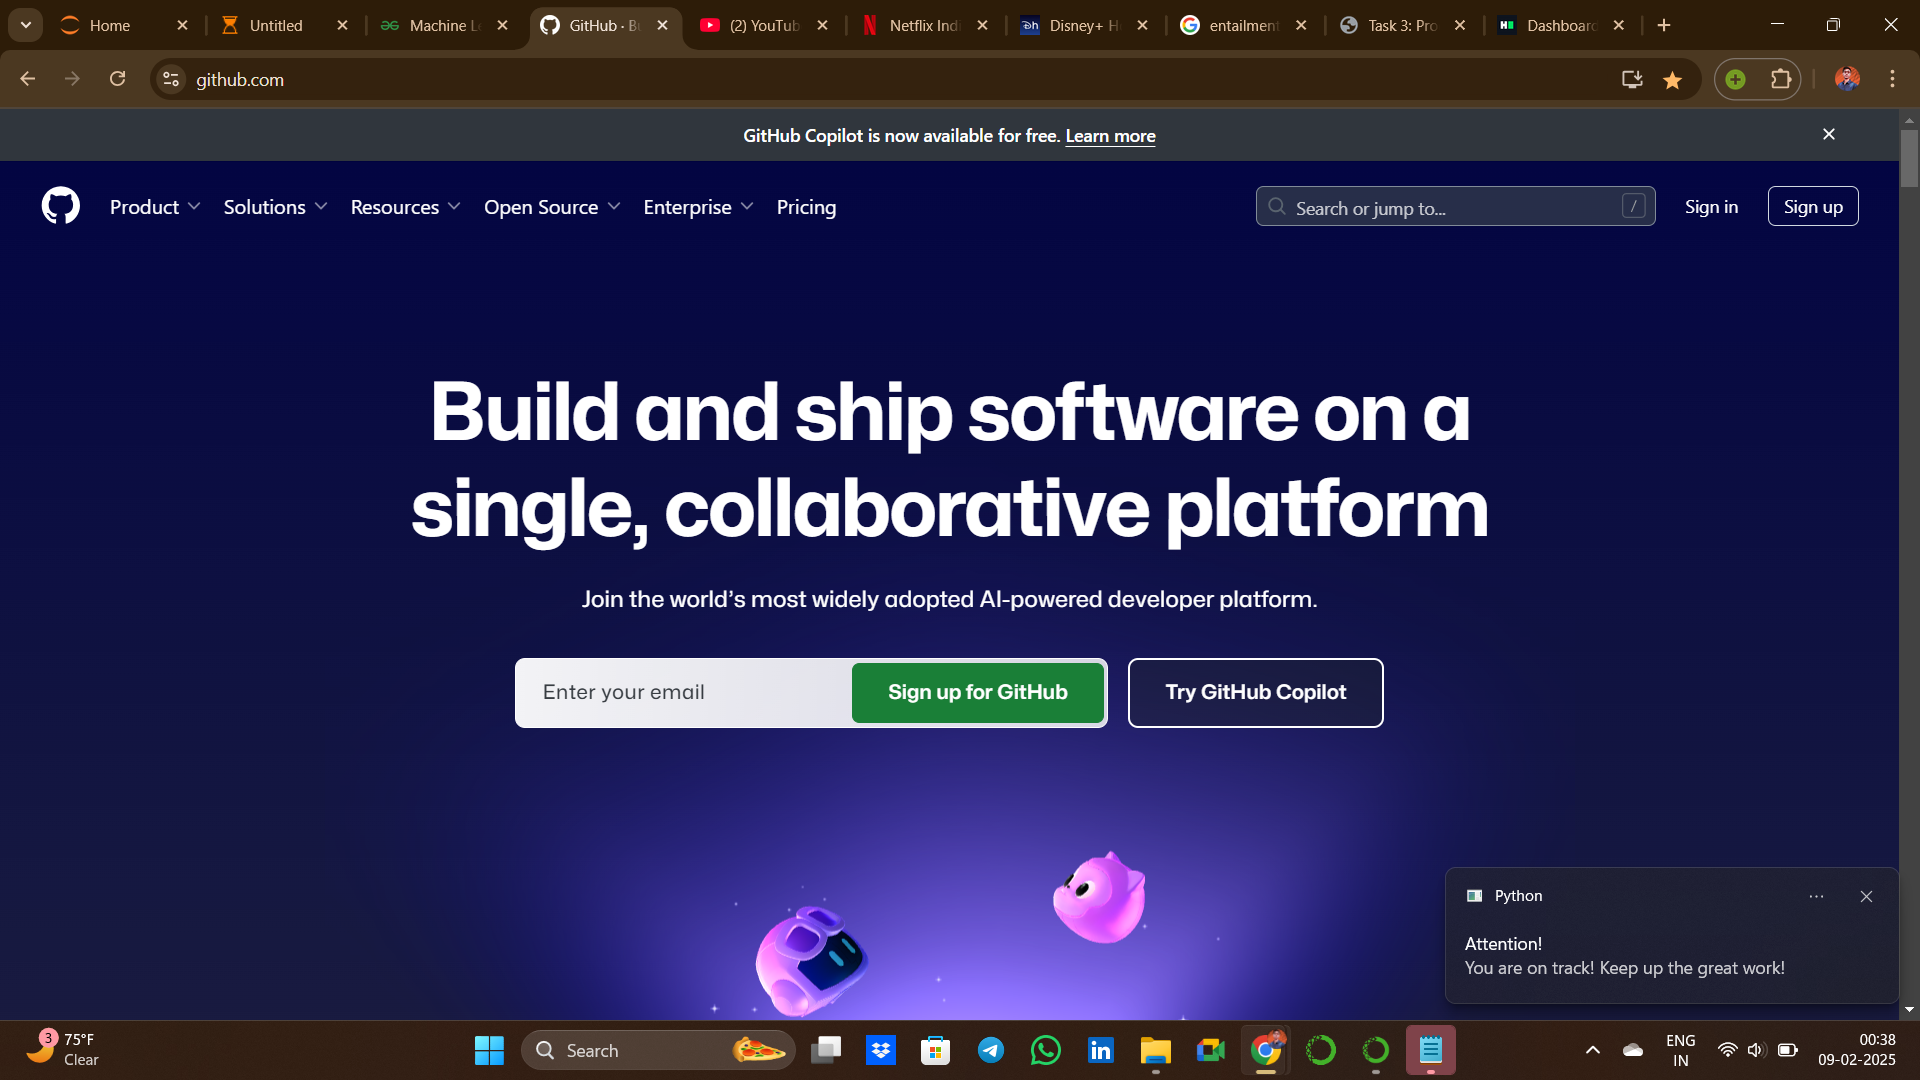 Home
Untitled
Machine Le
GitHub · Bu
(2) YouTub
Netflix Indi
Disney+ H
entailment
Task 3: Pro
Dashboard
github.com
GitHub Copilot is now available for free. Learn more
Product
Solutions
Resources
Open Source
Enterprise
Pricing
Search or jump to...
/
Sign in
Sign up
Build and ship software on a
single, collaborative platform
Join the world’s most widely adopted AI-powered developer platform.
Enter your email
Sign up for GitHub
Try GitHub Copilot
Python
Attention!
You are on track! Keep up the great work!
3
75°F
Clear
Search
ENG
IN
00:38
09-02-2025